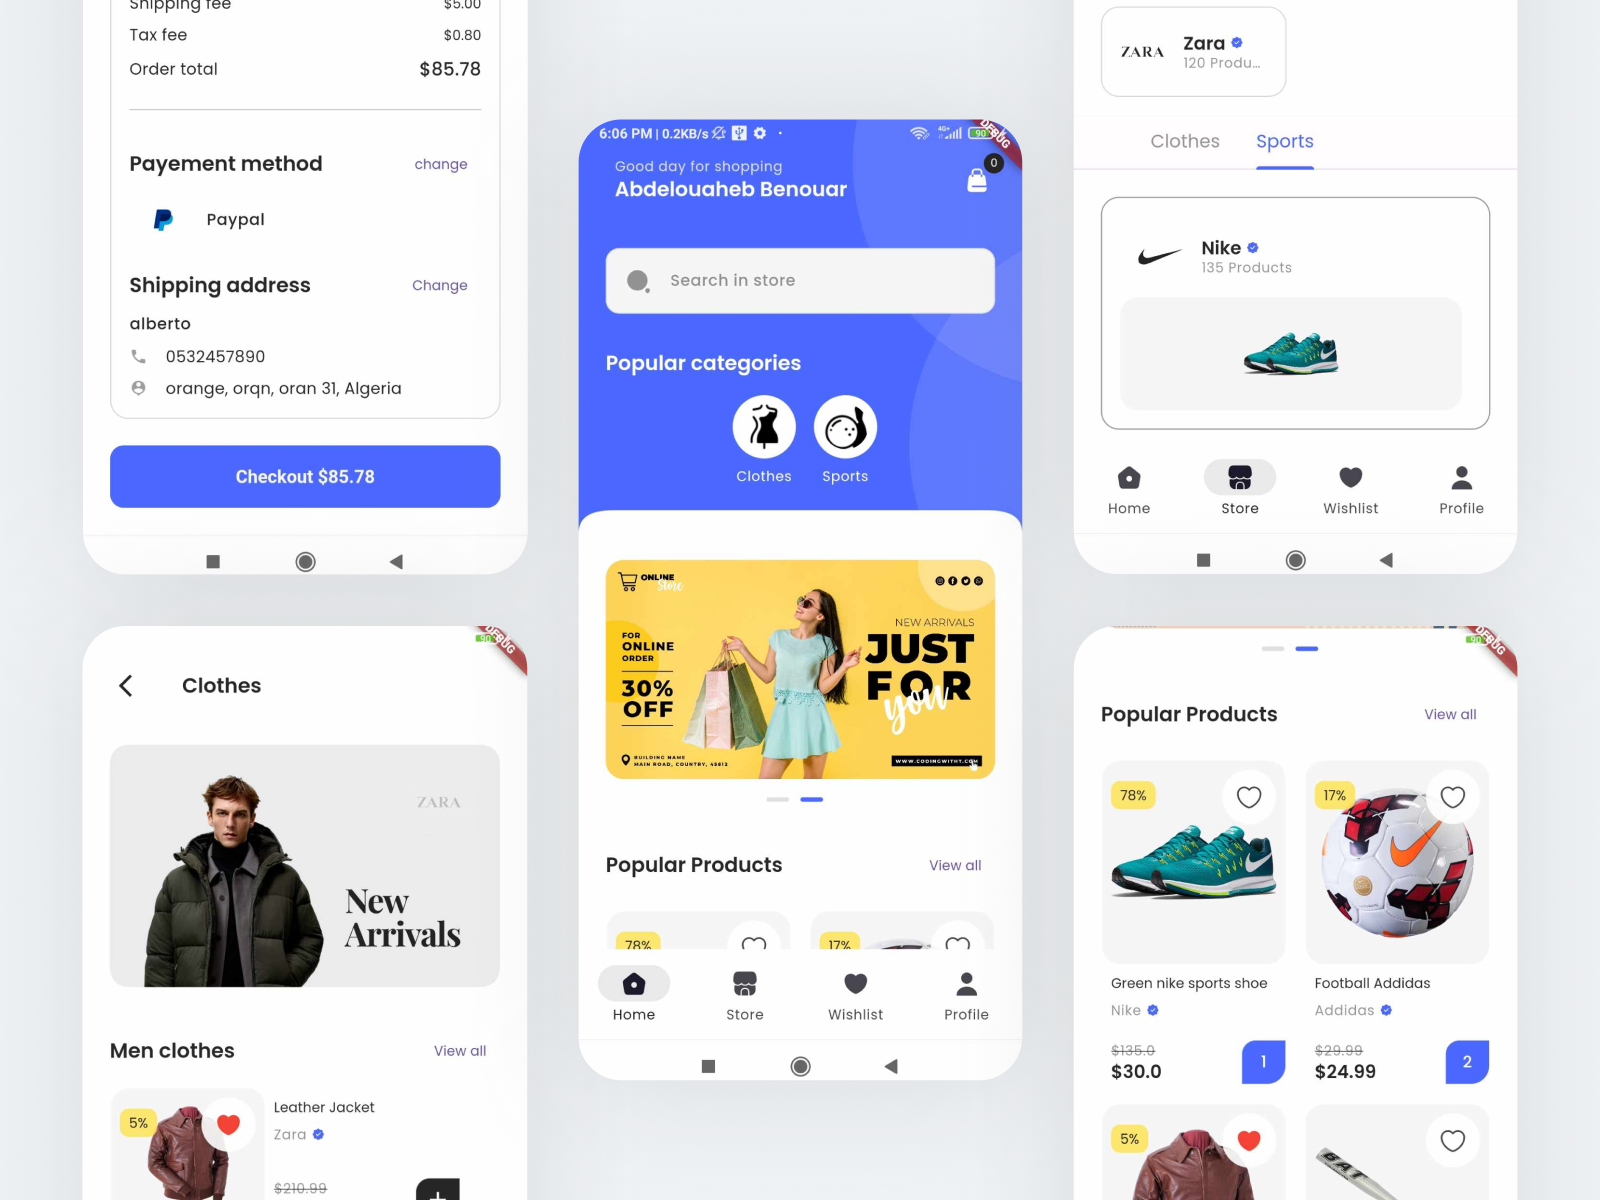 Shipping fee $5.00
Tax fee $0.80
Order total $85.78
Payement method change
Paypal
Shipping address Change
alberto
0532457890
orange, orqn, oran 31, Algeria
Checkout $85.78
DEBUG
90
Clothes
ZARA
New
Arrivals
Men clothes View all
5%
Leather Jacket
Zara
$210.99
+
6:06 PM | 0.2KB/s 4G+ 90
DEBUG
Good day for shopping
Abdelouaheb Benouar
0
Search in store
Popular categories
Clothes Sports
ONLINE
Store
FOR
ONLINE
ORDER
30%
OFF
BUILDING NAME
MAIN ROAD, COUNTRY, 45612
NEW ARRIVALS
JUST
FOR
you
WWW.CODINGWITHT.COM
Popular Products View all
78% 17%
Home Store Wishlist Profile
ZARA
Zara
120 Produ...
Clothes Sports
Nike
135 Products
Home Store Wishlist Profile
DEBUG
90
Popular Products View all
78% 17%
Green nike sports shoe
Nike
$135.0
$30.0
1
Football Addidas
Addidas
$29.99
$24.99
2
5%
BAT